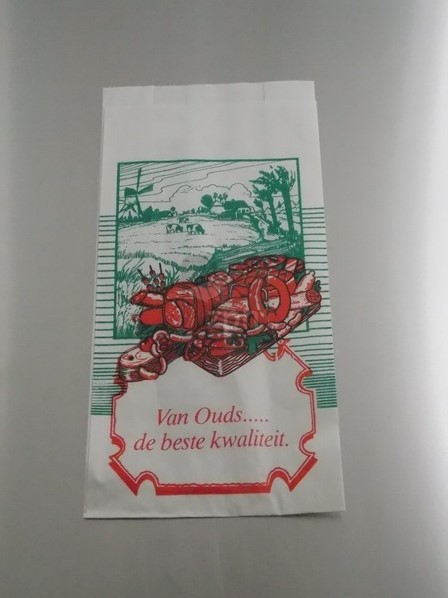 Van Ouds.....
de beste kwaliteit.